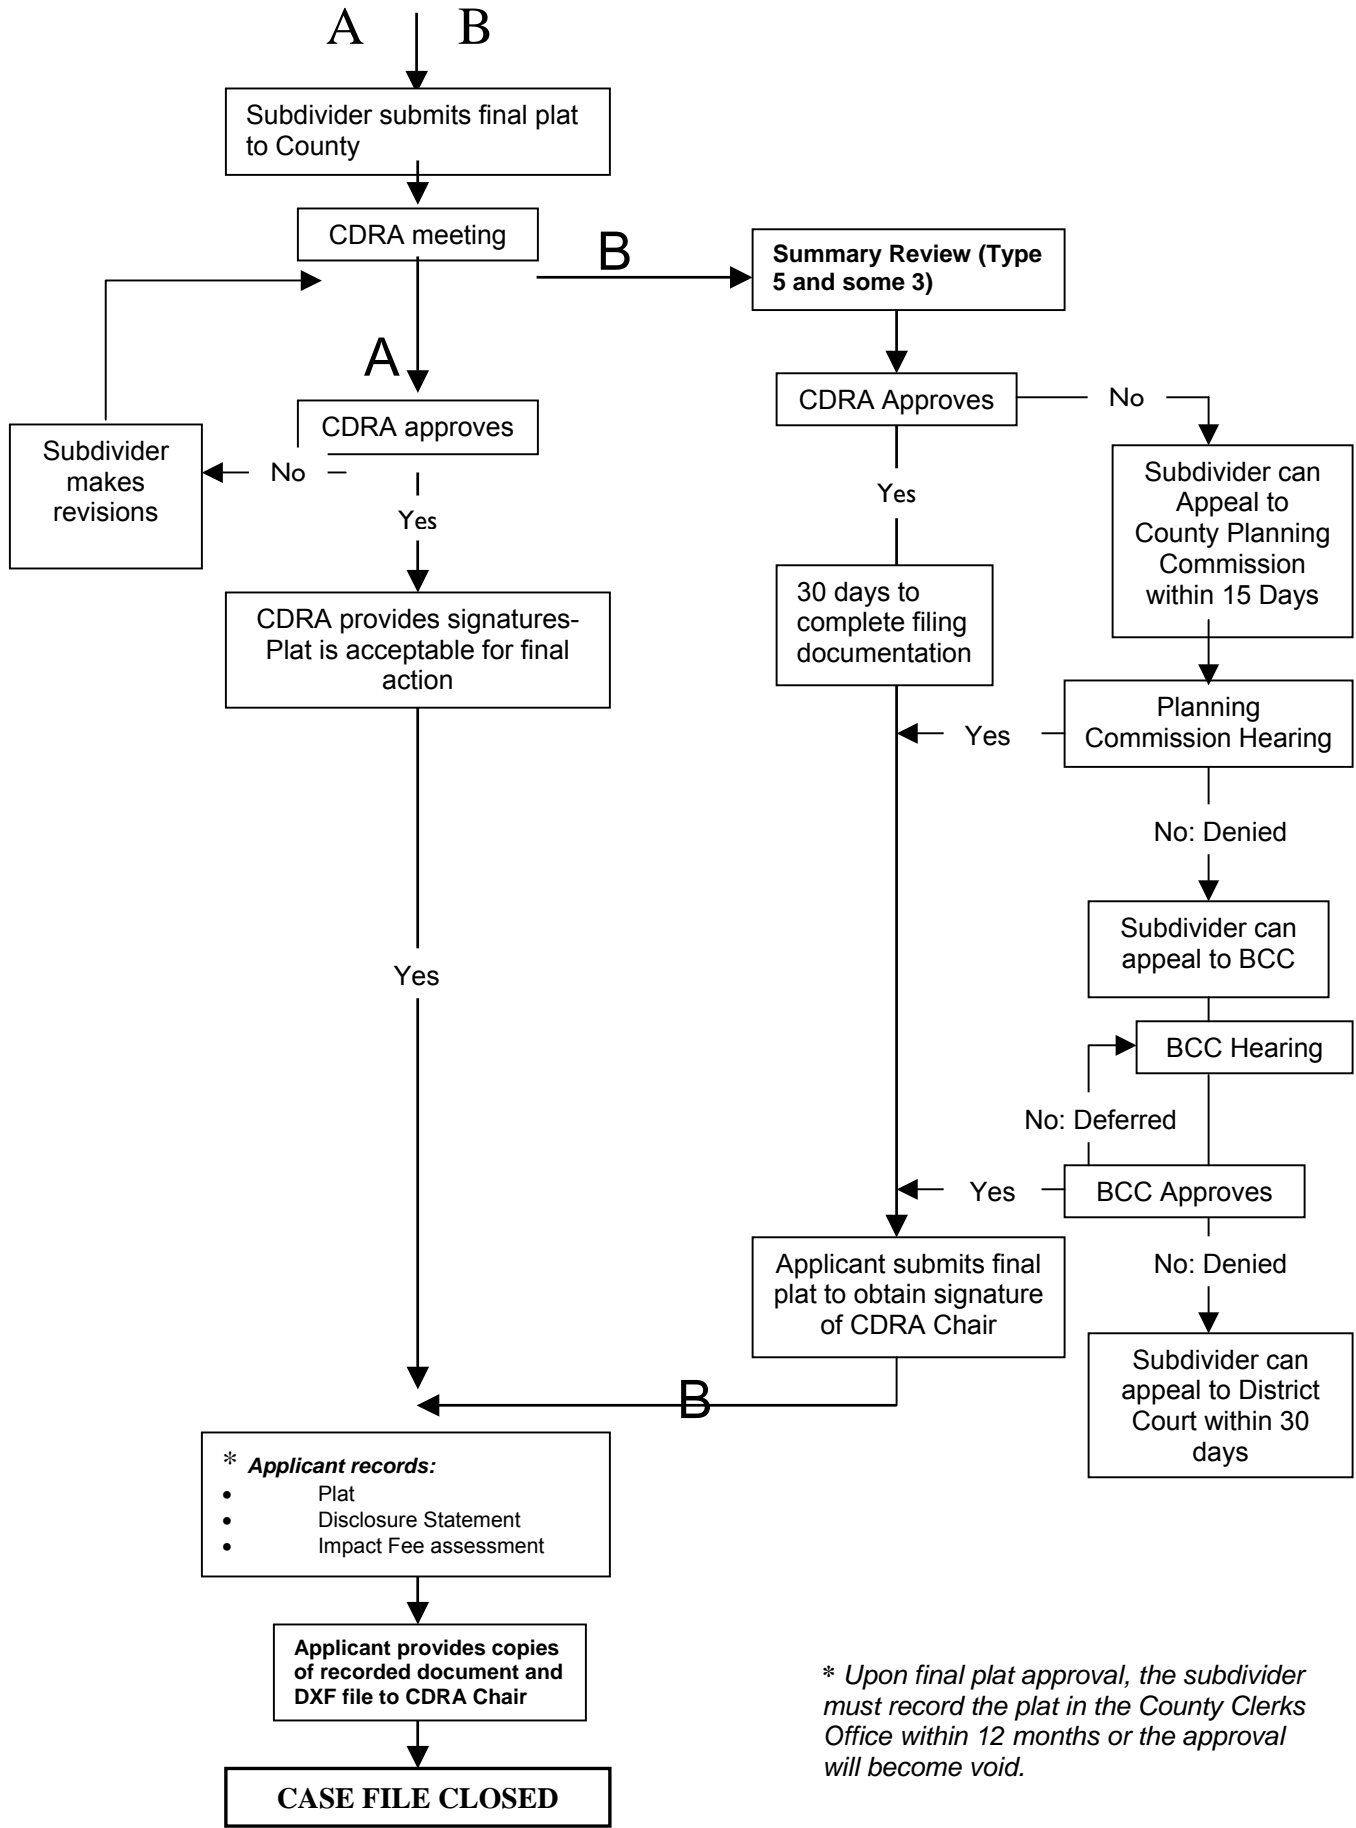 A B
Subdivider submits final plat
to County
CDRA meeting
B
Summary Review (Type
5 and some 3)
A
CDRA approves
No
Subdivider
makes
revisions
Yes
CDRA provides signatures-
Plat is acceptable for final
action
Yes
CDRA Approves
No
Yes
30 days to
complete filing
documentation
Subdivider can
Appeal to
County Planning
Commission
within 15 Days
Planning
Commission Hearing
Yes
No: Denied
Subdivider can
appeal to BCC
BCC Hearing
No: Deferred
BCC Approves
Yes
No: Denied
Applicant submits final
plat to obtain signature
of CDRA Chair
Subdivider can
appeal to District
Court within 30
days
B
* Applicant records:
• Plat
• Disclosure Statement
• Impact Fee assessment
Applicant provides copies
of recorded document and
DXF file to CDRA Chair
CASE FILE CLOSED
* Upon final plat approval, the subdivider
must record the plat in the County Clerks
Office within 12 months or the approval
will become void.